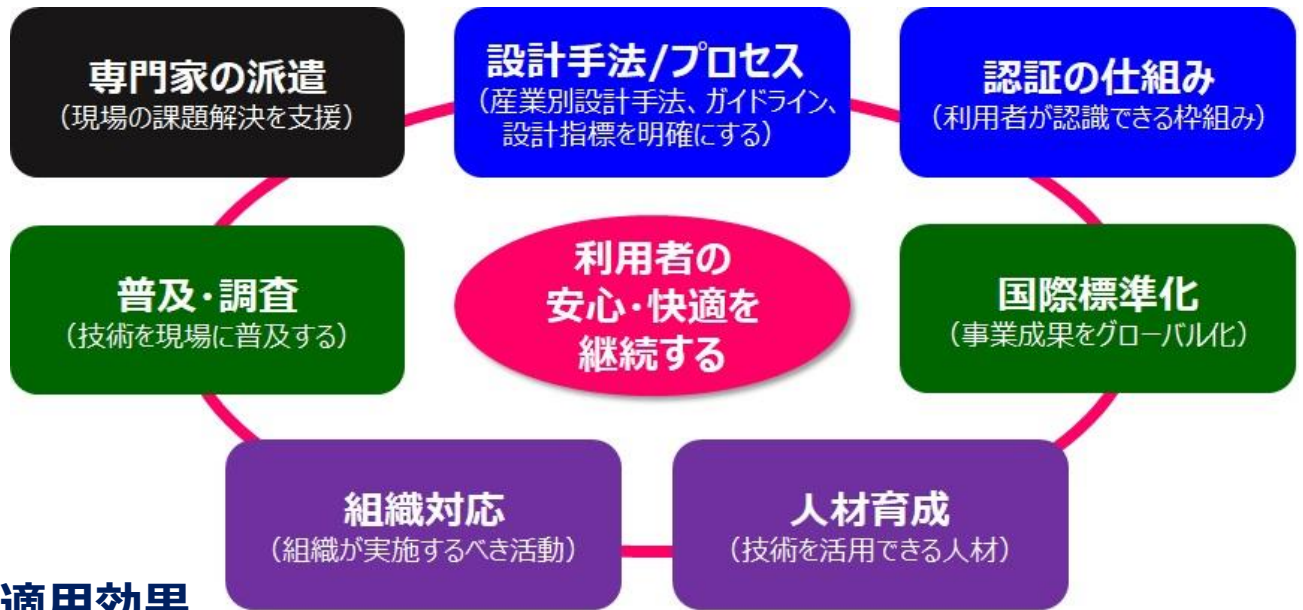 専門家の派遣
（現場の課題解決を支援）
設計手法/プロセス
（産業別設計手法、ガイドライン、
設計指標を明確にする）
認証の仕組み
（利用者が認識できる枠組み）
普及・調査
（技術を現場に普及する）
利用者の
安心・快適を
継続する
国際標準化
（事業成果をグローバル化）
組織対応
（組織が実施するべき活動）
人材育成
（技術を活用できる人材）
適用効果